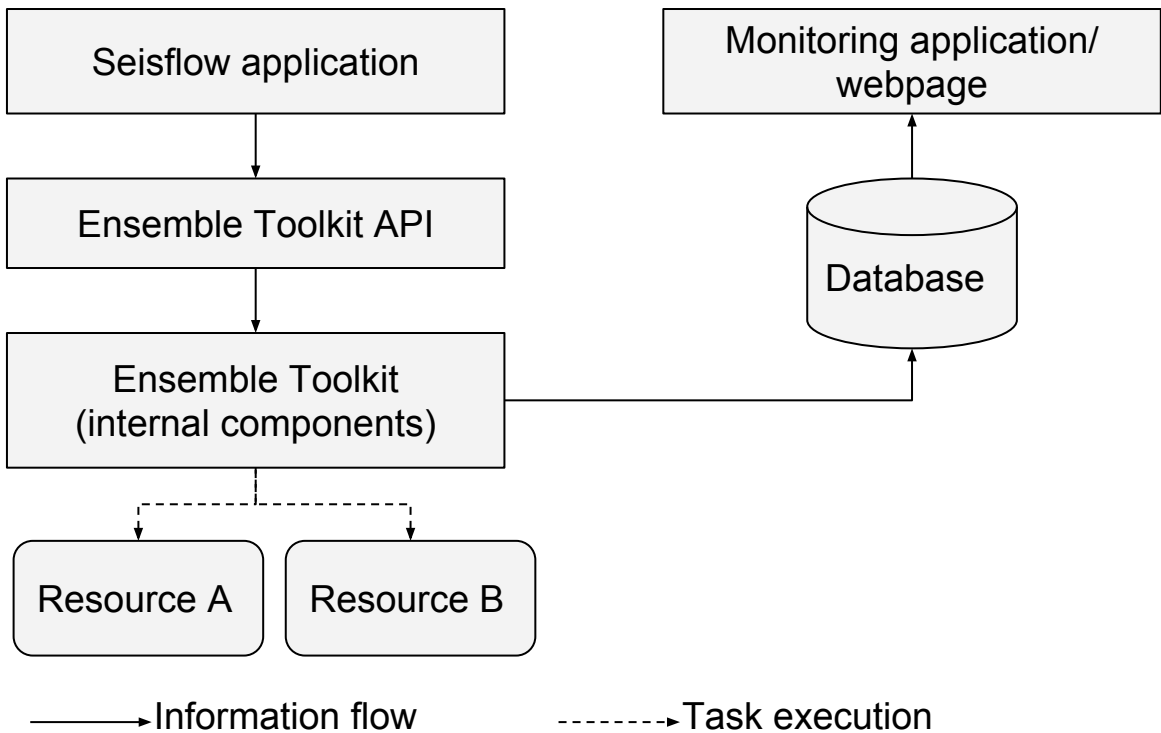 Seisflow application
Monitoring application/
webpage
Ensemble Toolkit API
Database
Ensemble Toolkit
(internal components)
Resource A
Resource B
Information flow
Task execution